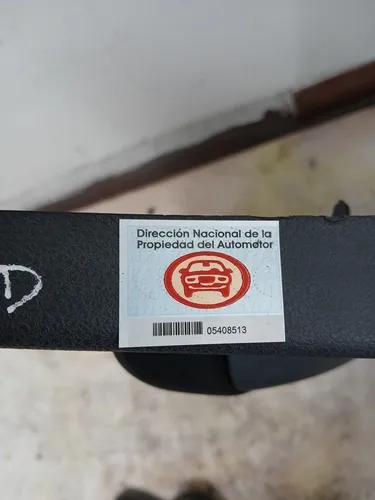 Dirección Nacional de la
Propiedad del Automotor
05408513
D